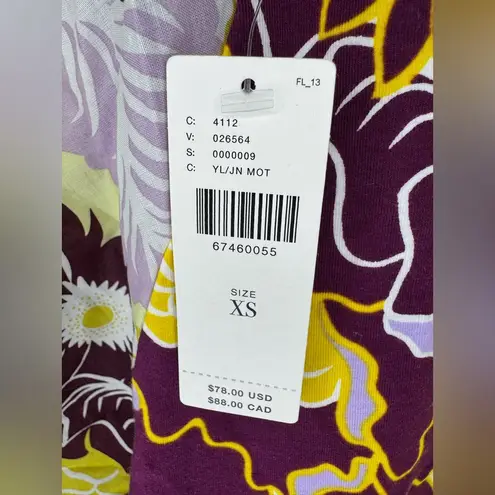 FL_13
C: 4112
V: 026564
S: 0000009
C: YL/JN MOT
67460055
SIZE
XS
$78.00 USD
$88.00 CAD